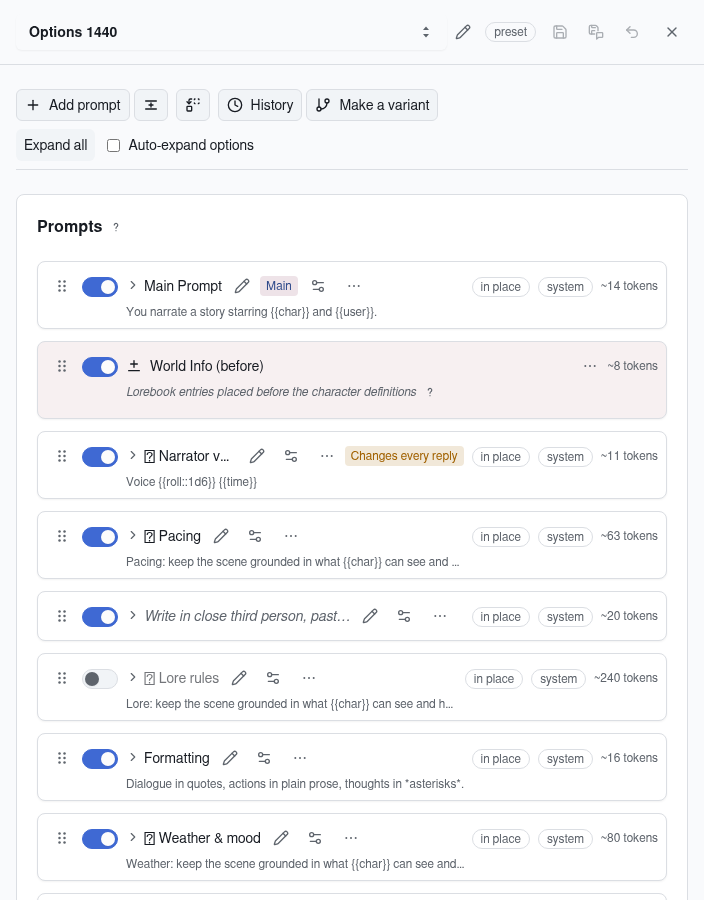 Options 1440
preset
Add prompt
History
Make a variant
Expand all
Auto-expand options
Prompts ?
Main Prompt Main in place system ~14 tokens
You narrate a story starring {{char}} and {{user}}.
World Info (before) ~8 tokens
Lorebook entries placed before the character definitions ?
Narrator v... Changes every reply in place system ~11 tokens
Voice {{roll::1d6}} {{time}}
Pacing in place system ~63 tokens
Pacing: keep the scene grounded in what {{char}} can see and ...
Write in close third person, past... in place system ~20 tokens
Lore rules in place system ~240 tokens
Lore: keep the scene grounded in what {{char}} can see and h...
Formatting in place system ~16 tokens
Dialogue in quotes, actions in plain prose, thoughts in *asterisks*.
Weather & mood in place system ~80 tokens
Weather: keep the scene grounded in what {{char}} can see and...